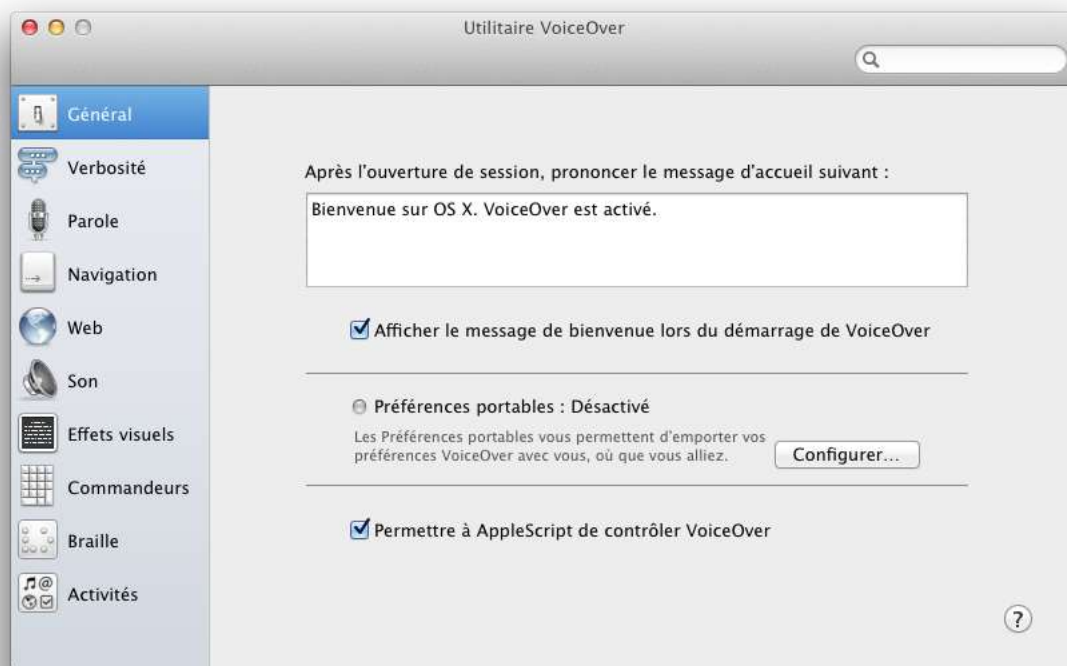 Utilitaire VoiceOver
Général
Verbosité
Parole
Navigation
Web
Son
Effets visuels
Commandeurs
Braille
Activités
Après l'ouverture de session, prononcer le message d'accueil suivant :
Bienvenue sur OS X. VoiceOver est activé.
Afficher le message de bienvenue lors du démarrage de VoiceOver
Préférences portables : Désactivé
Les Préférences portables vous permettent d'emporter vos
préférences VoiceOver avec vous, où que vous alliez.
Configurer...
Permettre à AppleScript de contrôler VoiceOver
?